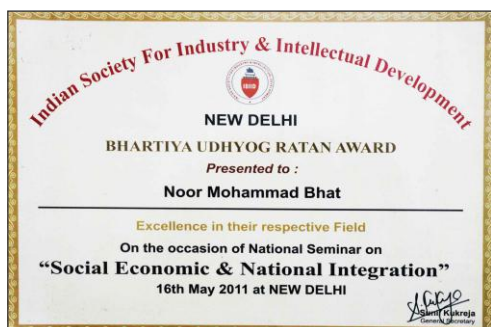 Indian Society For Industry & Intellectual Development
NEW DELHI
BHARTIYA UDHYOG RATAN AWARD
Presented to :
Noor Mohammad Bhat
Excellence in their respective Field
On the occasion of National Seminar on
“Social Economic & National Integration”
16th May 2011 at NEW DELHI
Sunil Kukreja
General Secretary